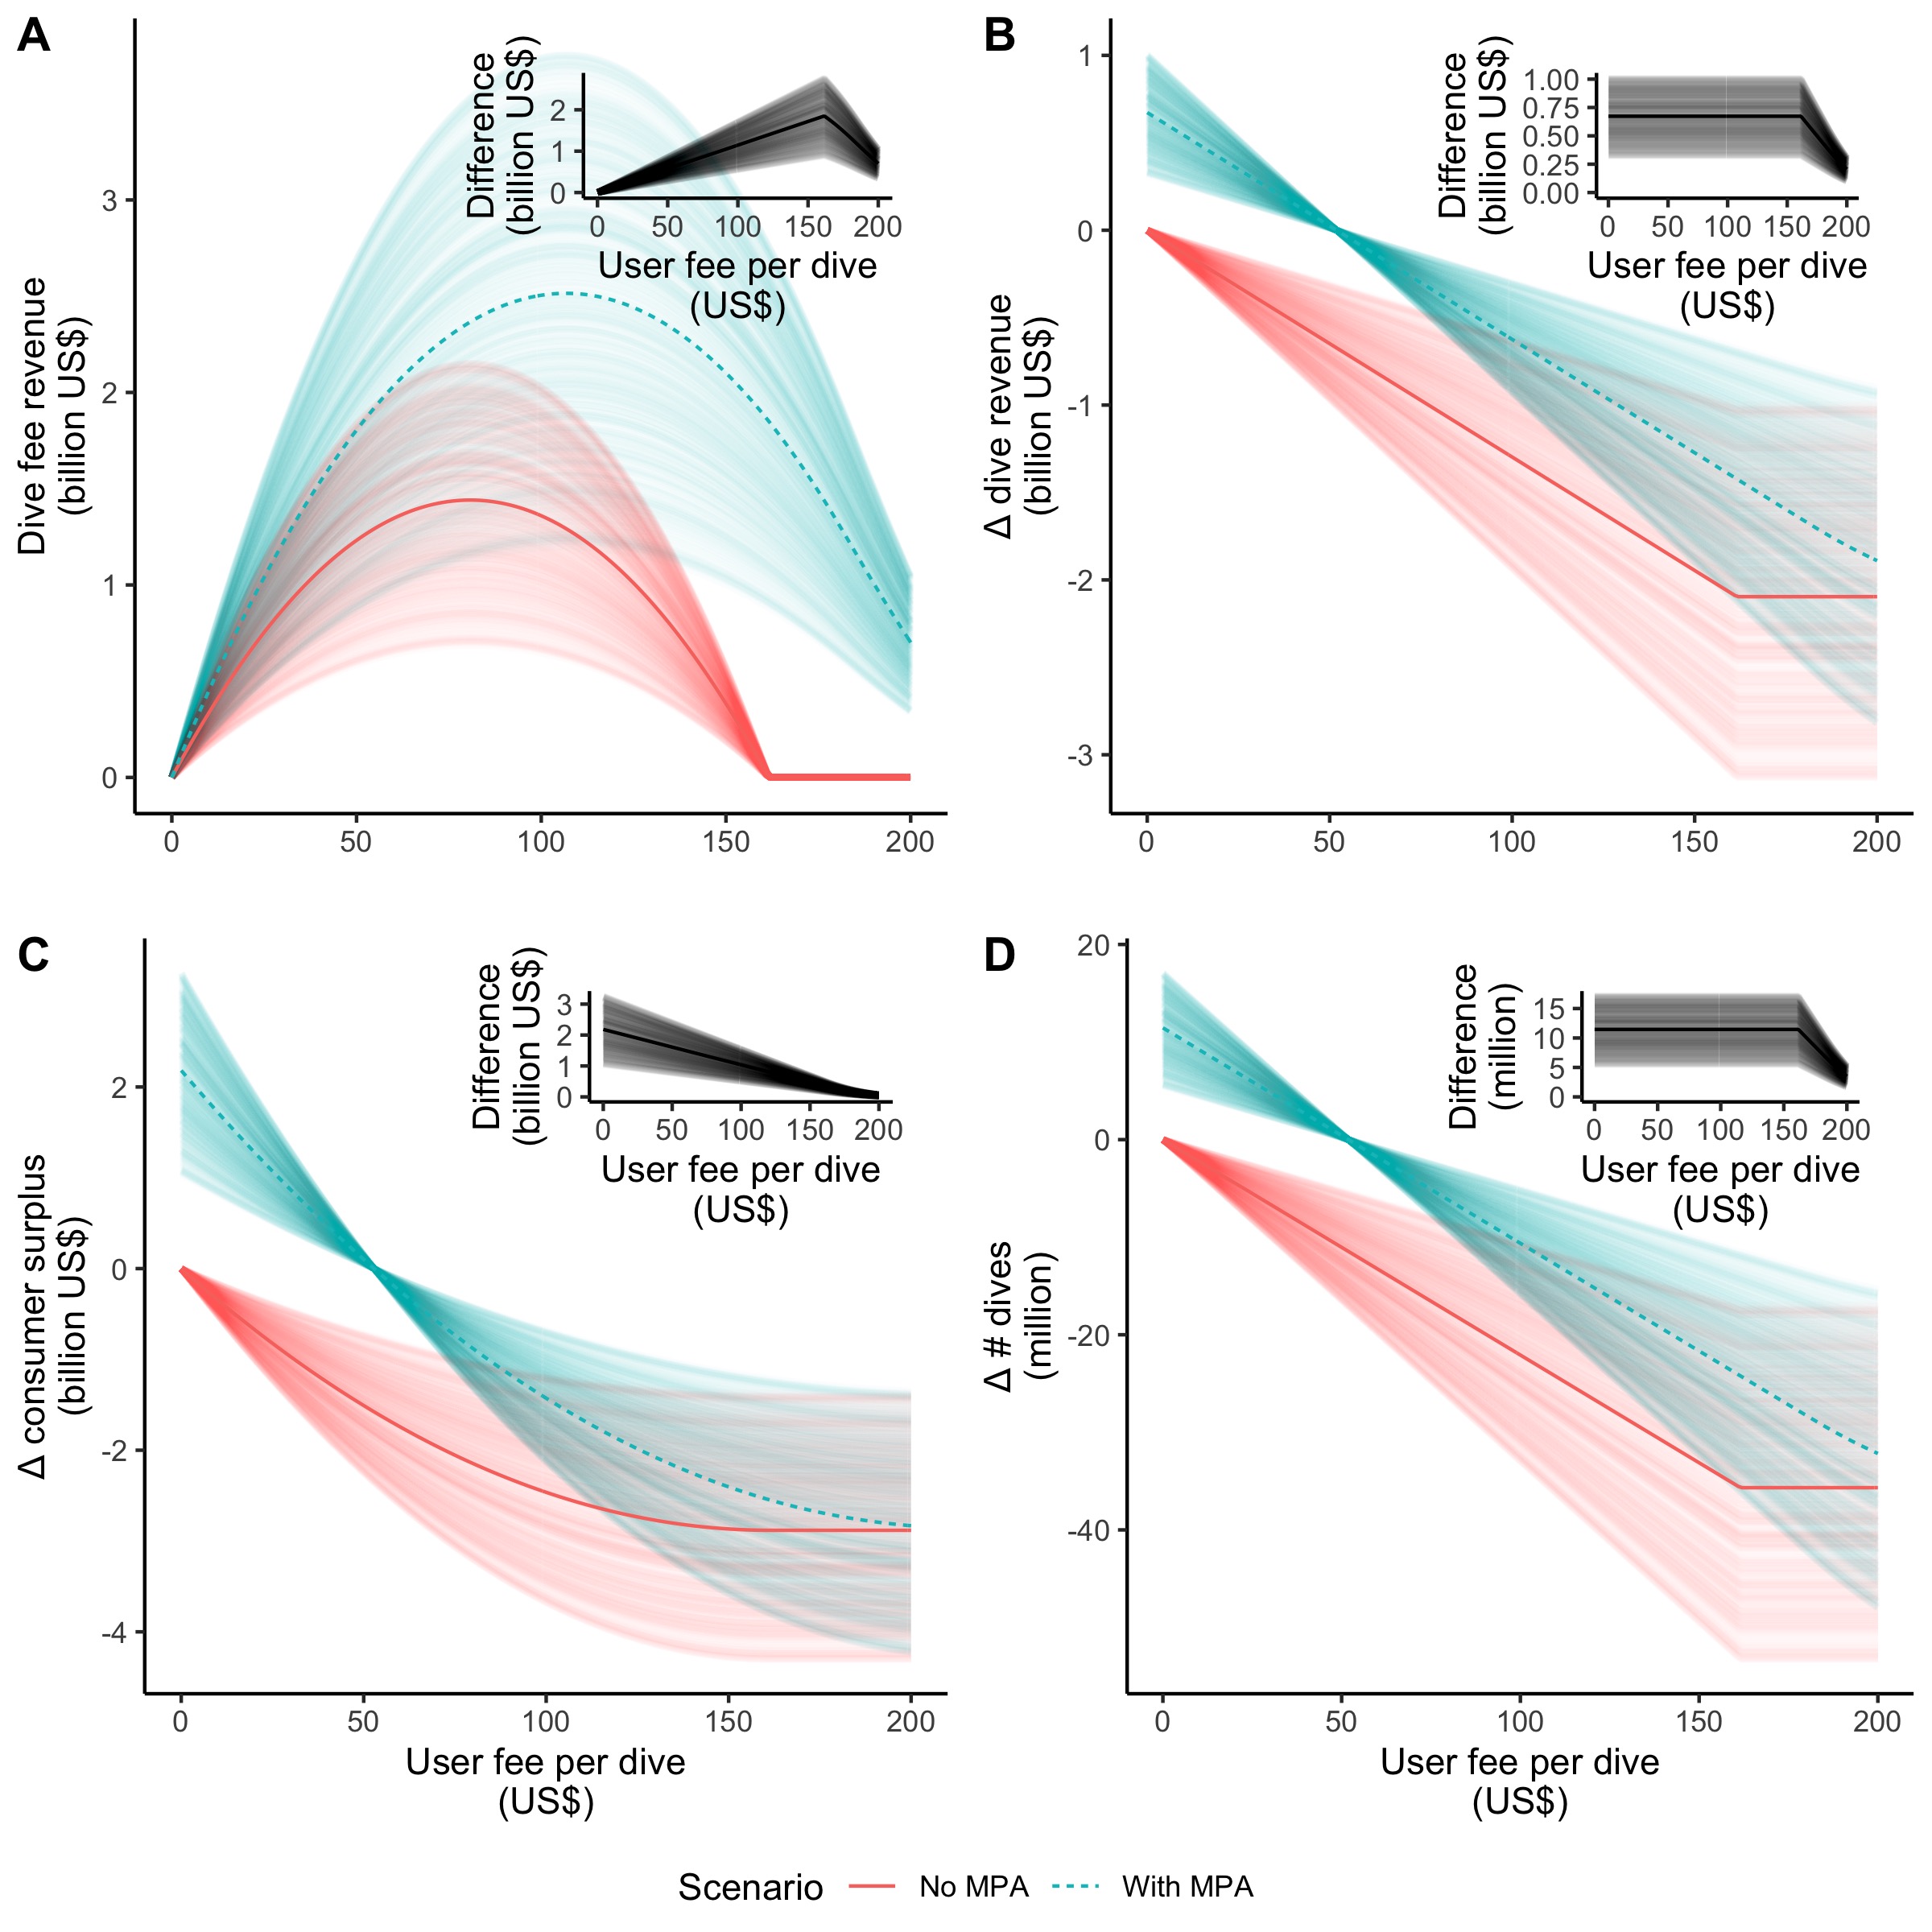 A
Dive fee revenue
(billion US$)
3
2
1
0
0 50 100 150 200
Difference
(billion US$)
2
1
0
0 50 100 150 200
User fee per dive
(US$)
B
Δ dive revenue
(billion US$)
1
0
-1
-2
-3
0 50 100 150 200
Difference
(billion US$)
1.00
0.75
0.50
0.25
0.00
0 50 100 150 200
User fee per dive
(US$)
C
Δ consumer surplus
(billion US$)
2
0
-2
-4
0 50 100 150 200
User fee per dive
(US$)
Difference
(billion US$)
3
2
1
0
0 50 100 150 200
User fee per dive
(US$)
D
Δ # dives
(million)
20
0
-20
-40
0 50 100 150 200
User fee per dive
(US$)
Difference
(million)
15
10
5
0
0 50 100 150 200
User fee per dive
(US$)
Scenario No MPA With MPA